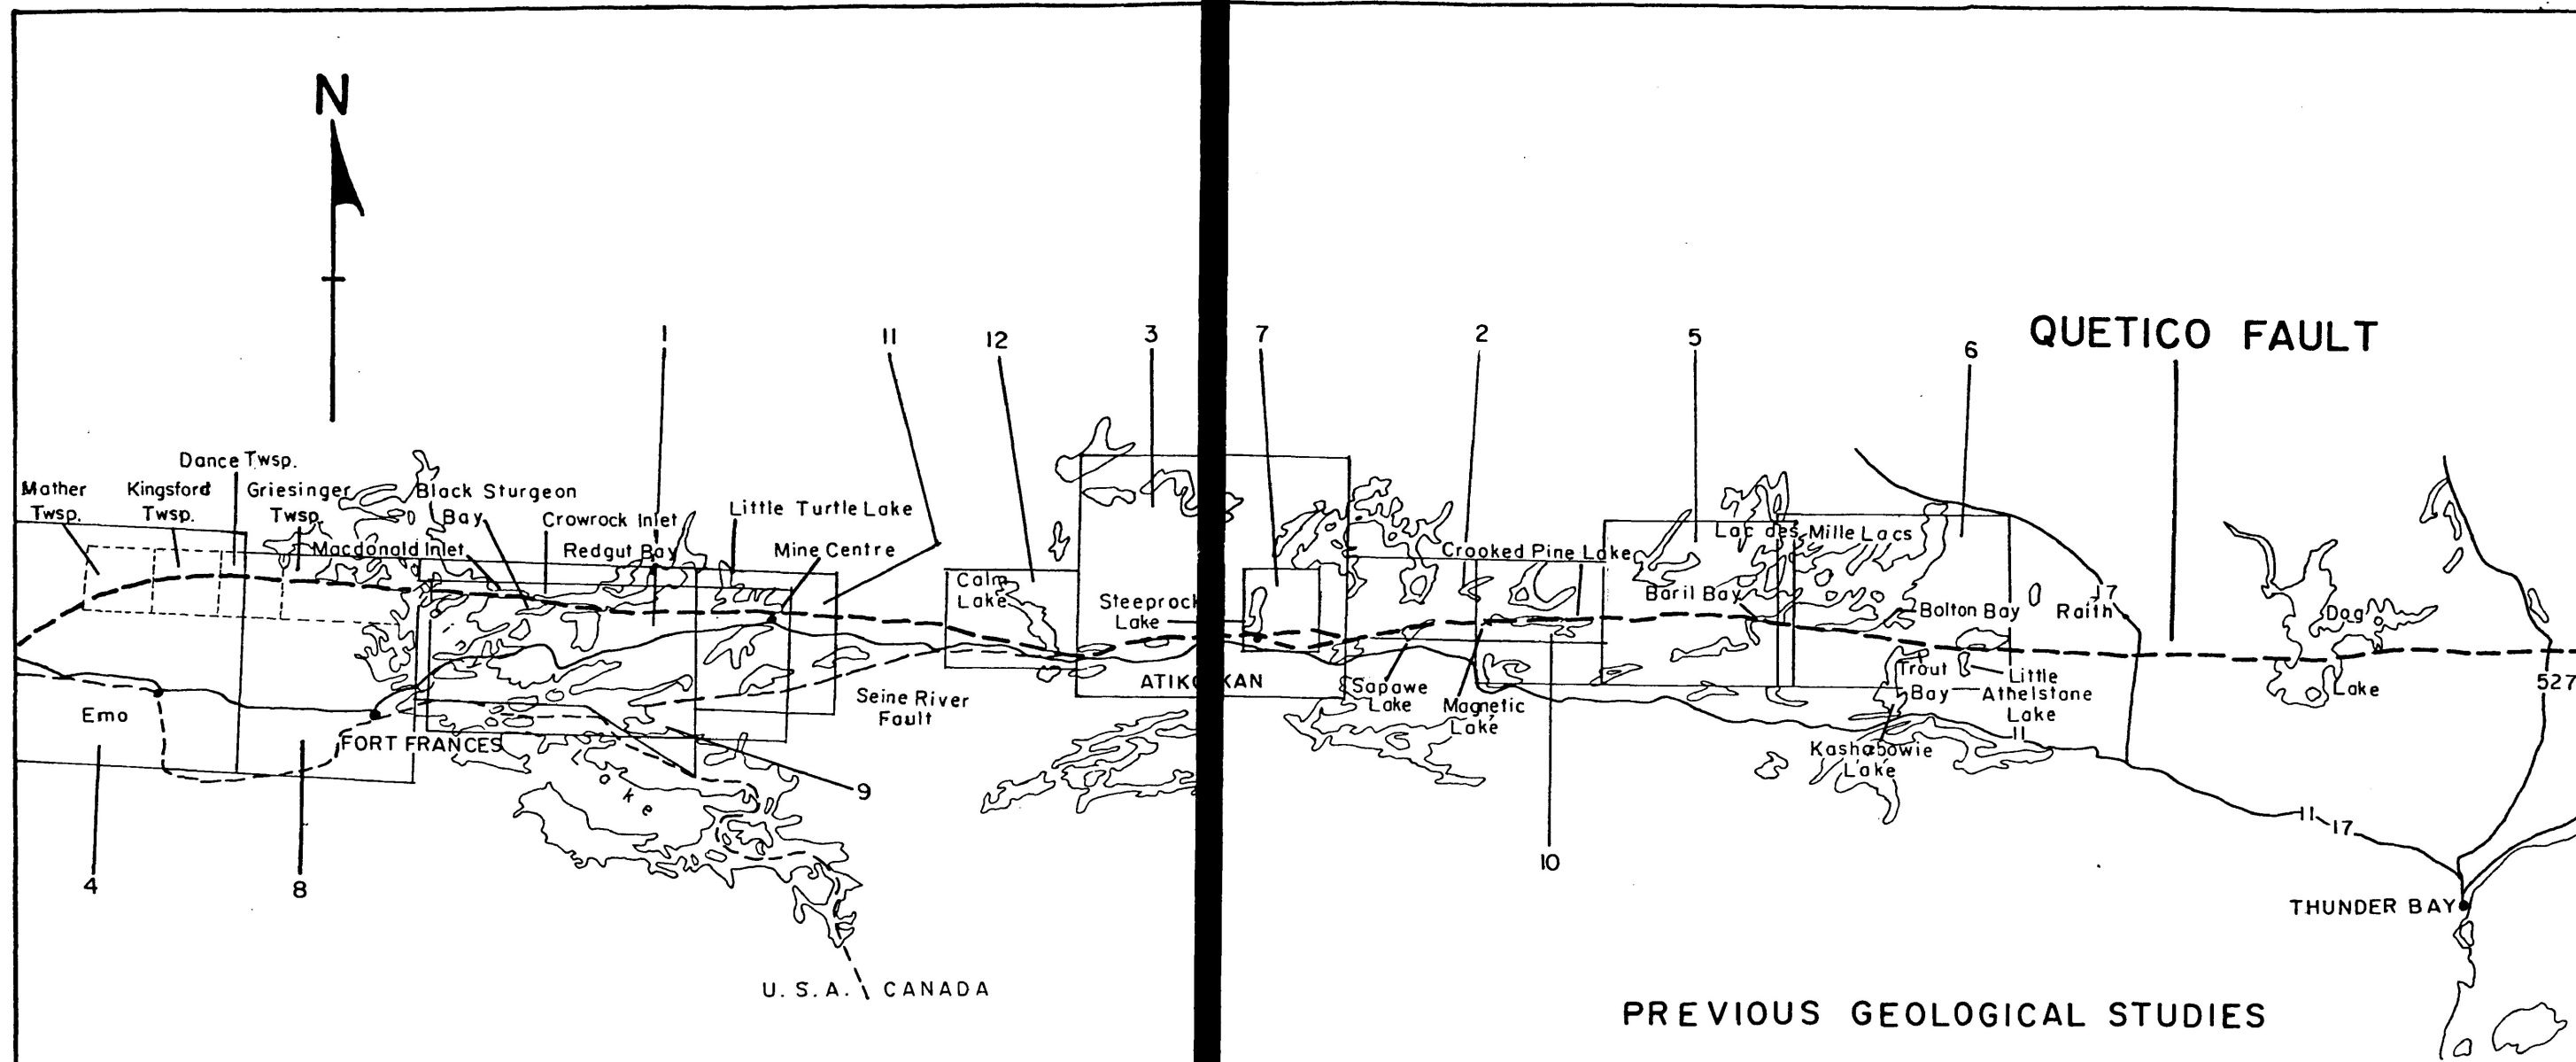 N
QUETICO FAULT
1
11
12
3
7
2
5
6
Dance Twsp.
Mather
Twsp.
Kingsford
Twsp.
Griesinger
Twsp.
Black Sturgeon
Bay
Crowrock Inlet
Little Turtle Lake
Macdonald Inlet
Redgut Bay
Mine Centre
Calm
Lake
Steeprock
Lake
Crooked Pine Lake
Lac des Mille Lacs
Baril Bay
Bolton Bay
Raith
17
Dog
Lake
527
Trout
Bay
Little
Athelstane
Lake
11
Kashabowie
Lake
Sapawe
Lake
Magnetic
Lake
ATIK KAN
Seine River
Fault
Emo
FORT FRANCES
ake
9
4
8
10
11-17
THUNDER BAY
U.S.A. CANADA
PREVIOUS GEOLOGICAL STUDIES